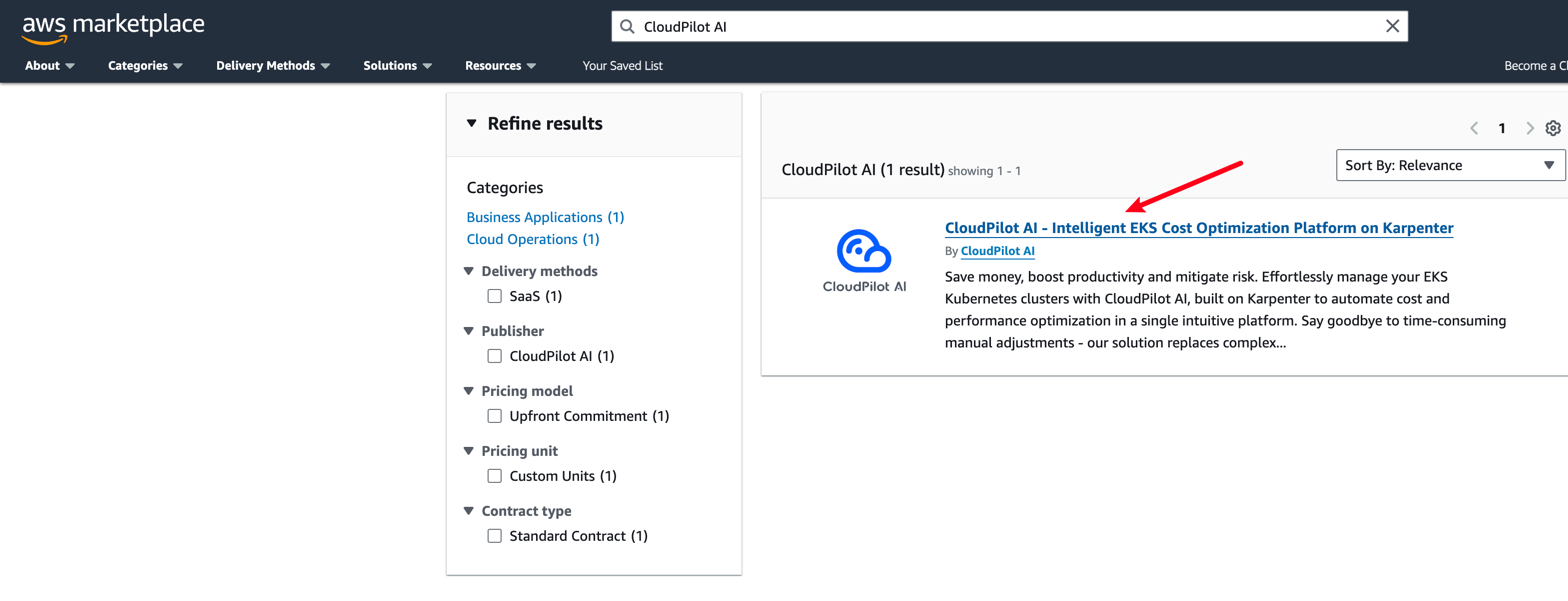 aws marketplace
CloudPilot AI
About
Categories
Delivery Methods
Solutions
Resources
Your Saved List
Become a Ch
Refine results
Categories
Business Applications (1)
Cloud Operations (1)
Delivery methods
SaaS (1)
Publisher
CloudPilot AI (1)
Pricing model
Upfront Commitment (1)
Pricing unit
Custom Units (1)
Contract type
Standard Contract (1)
1
CloudPilot AI (1 result) showing 1 - 1
Sort By: Relevance
CloudPilot AI
CloudPilot AI - Intelligent EKS Cost Optimization Platform on Karpenter
By CloudPilot AI
Save money, boost productivity and mitigate risk. Effortlessly manage your EKS
Kubernetes clusters with CloudPilot AI, built on Karpenter to automate cost and
performance optimization in a single intuitive platform. Say goodbye to time-consuming
manual adjustments - our solution replaces complex...